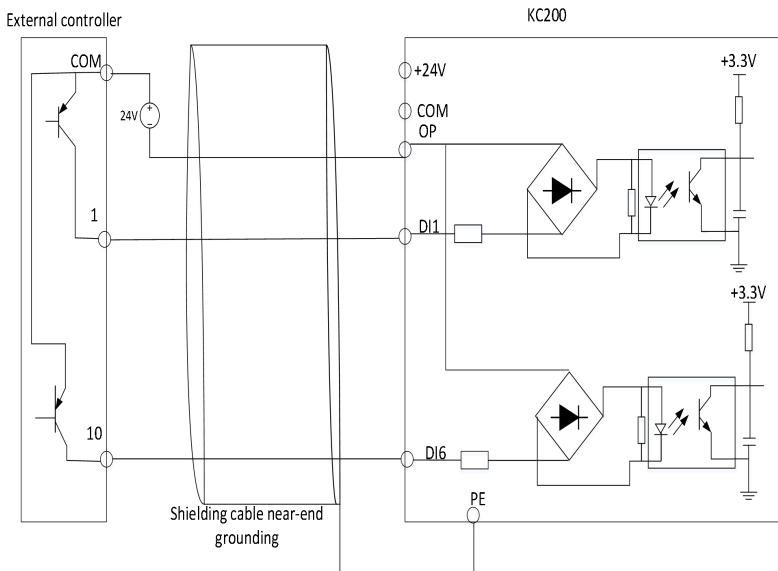 KC200
External controller
COM
+24V
+3.3V
24V
COM
OP
1
DI1
+3.3V
10
DI6
PE
Shielding cable near-end
grounding